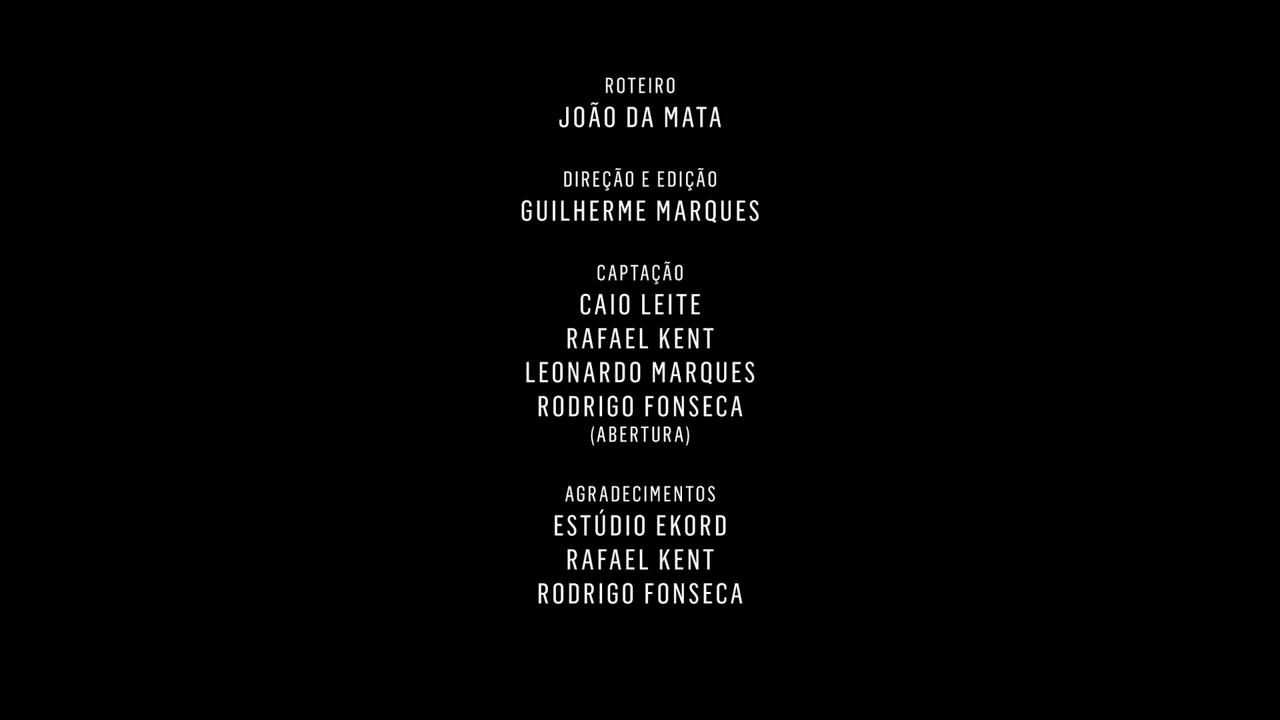 ROTEIRO
JOÃO DA MATA
DIREÇÃO E EDIÇÃO
GUILHERME MARQUES
CAPTAÇÃO
CAIO LEITE
RAFAEL KENT
LEONARDO MARQUES
RODRIGO FONSECA
(ABERTURA)
AGRADECIMENTOS
ESTÚDIO EKORD
RAFAEL KENT
RODRIGO FONSECA